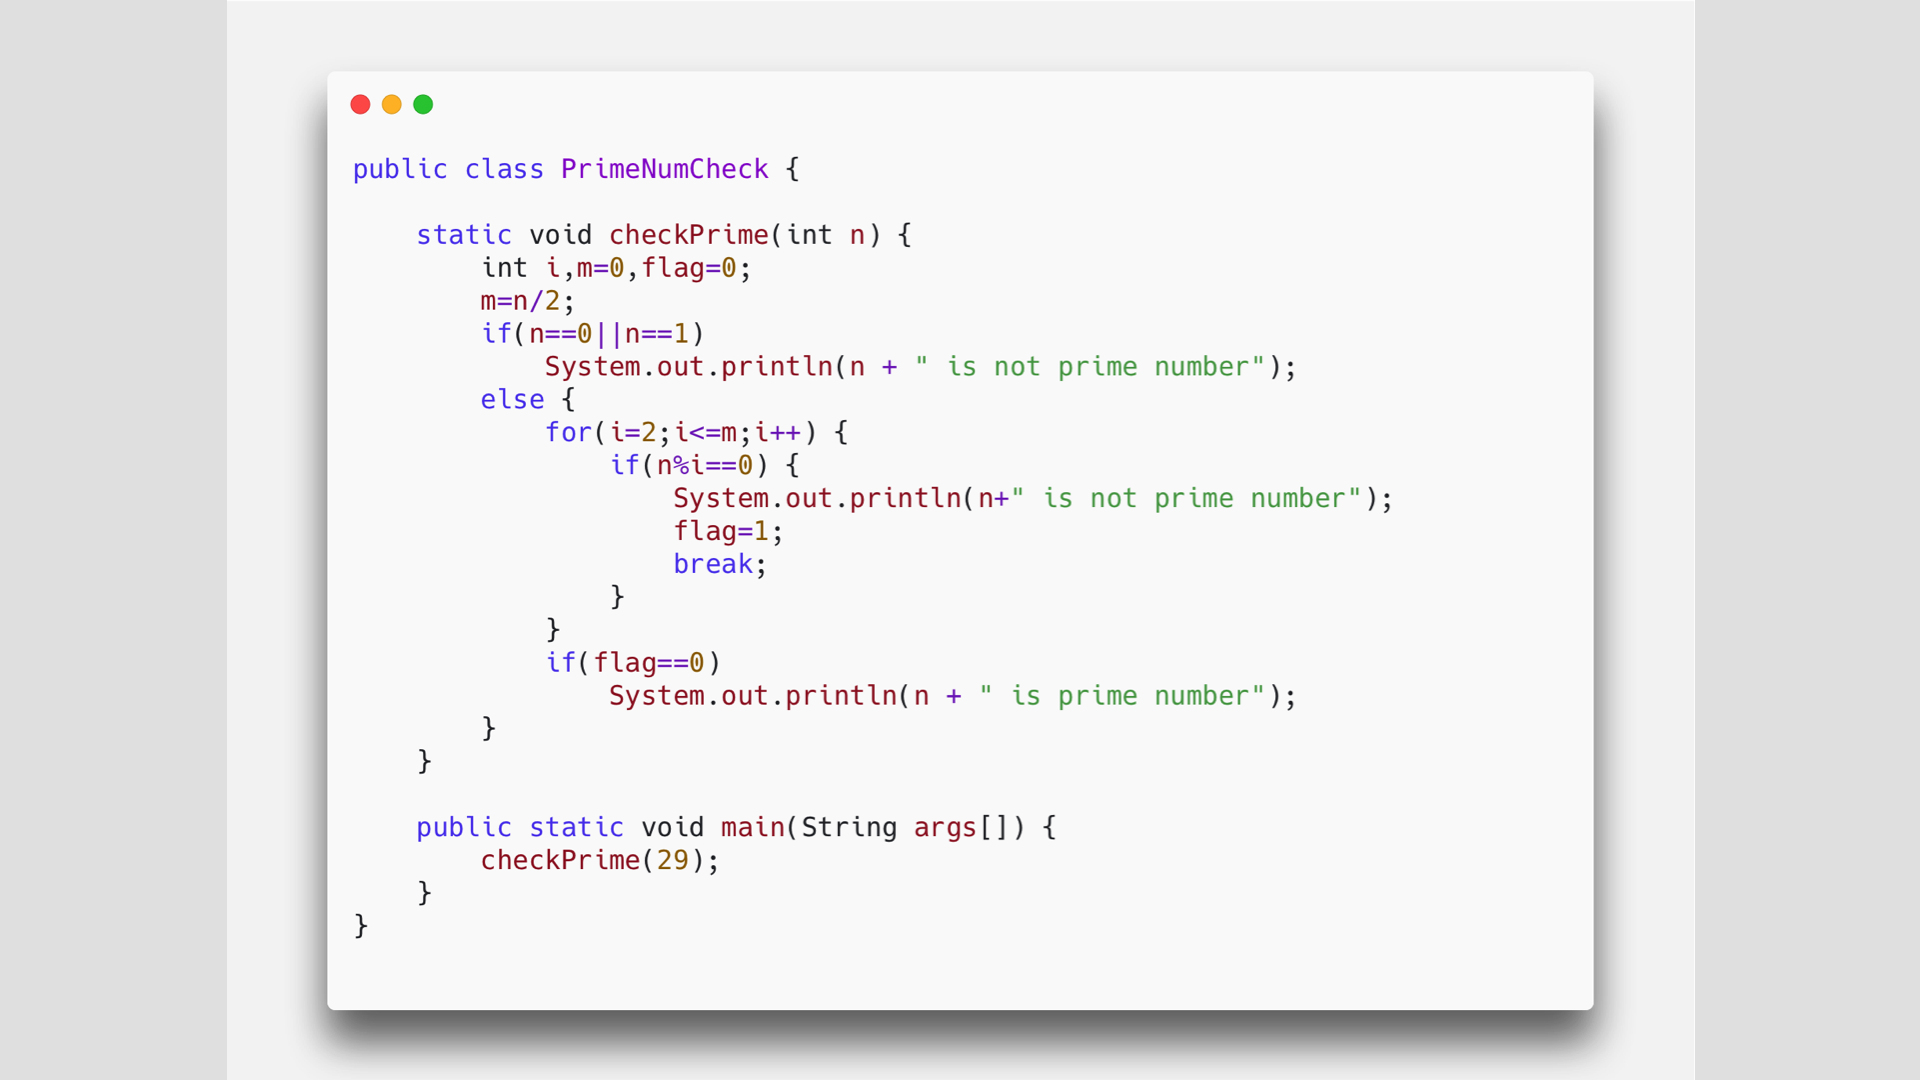 public class PrimeNumCheck {
static void checkPrime(int n) {
int i,m=0,flag=0;
m=n/2;
if(n==0||n==1)
System.out.println(n + " is not prime number");
else {
for(i=2;i<=m;i++) {
if(n%i==0) {
System.out.println(n+" is not prime number");
flag=1;
break;
}
}
if(flag==0)
System.out.println(n + " is prime number");
}
}
public static void main(String args[]) {
checkPrime(29);
}
}